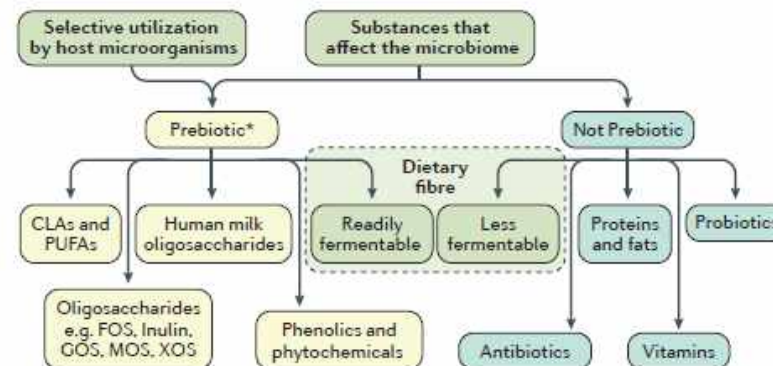 Selective utilization
by host microorganisms
Substances that
affect the microbiome
Prebiotic*
Not Prebiotic
Dietary
fibre
CLAs and
PUFAs
Human milk
oligosaccharides
Readily
fermentable
Less
fermentable
Proteins
and fats
Probiotics
Oligosaccharides
e.g. FOS, Inulin,
GOS, MOS, XOS
Phenolics and
phytochemicals
Antibiotics
Vitamins